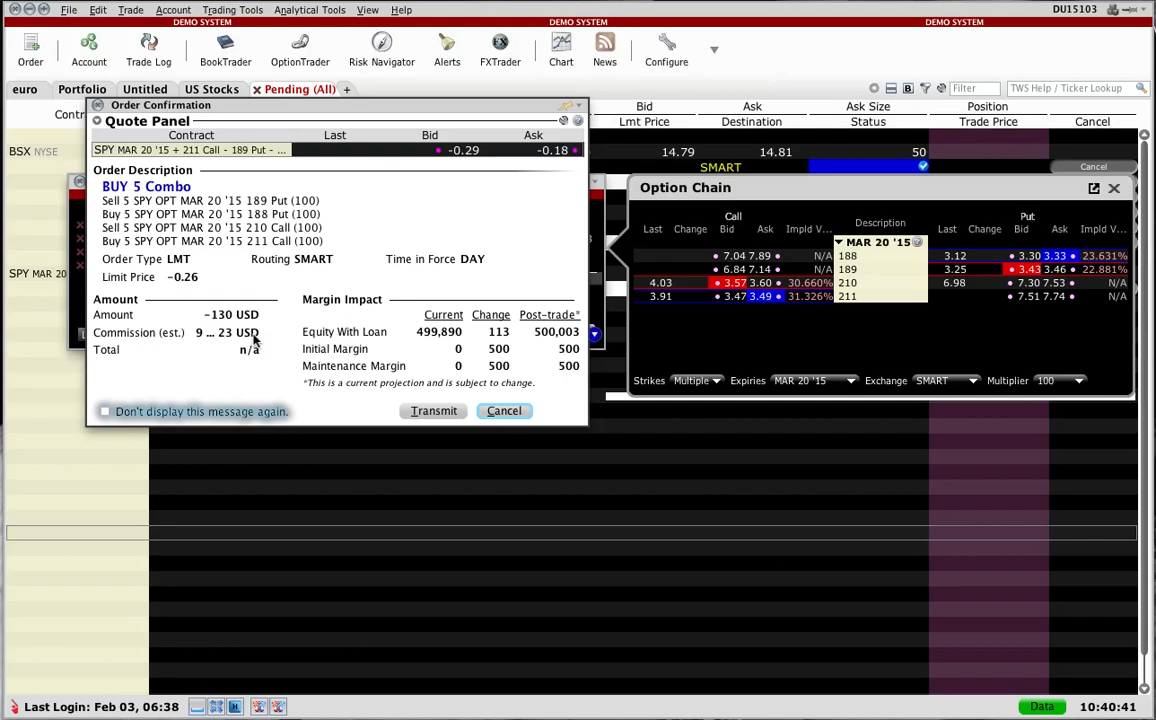 File Edit Trade Account Trading Tools Analytical Tools View Help DU15103
DEMO SYSTEM DEMO SYSTEM DEMO SYSTEM
Order Account Trade Log BookTrader OptionTrader Risk Navigator Alerts FXTrader Chart News Configure
euro Portfolio Untitled US Stocks Pending (All) + B Filter TWS Help / Ticker Lookup
Contr Bid Ask Ask Size Position
Lmt Price Destination Status Trade Price Cancel
BSX NYSE 14.79 14.81 50
SMART Cancel
SPY MAR 20
Order Confirmation
Quote Panel
Contract Last Bid Ask
SPY MAR 20 '15 + 211 Call - 189 Put - ... -0.29 -0.18
Order Description
BUY 5 Combo
Sell 5 SPY OPT MAR 20 '15 189 Put (100)
Buy 5 SPY OPT MAR 20 '15 188 Put (100)
Sell 5 SPY OPT MAR 20 '15 210 Call (100)
Buy 5 SPY OPT MAR 20 '15 211 Call (100)
Order Type LMT Routing SMART Time in Force DAY
Limit Price -0.26
Amount Margin Impact
Amount -130 USD Current Change Post-trade*
Commission (est.) 9 ... 23 USD Equity With Loan 499,890 113 500,003
Total n/a Initial Margin 0 500 500
Maintenance Margin 0 500 500
*This is a current projection and is subject to change.
Don't display this message again. Transmit Cancel
Option Chain
Call Put
Last Change Bid Ask Impld V... Description Last Change Bid Ask Impld V...
MAR 20 '15
7.04 7.89 N/A 188 3.12 3.30 3.33 23.631%
6.84 7.14 N/A 189 3.25 3.43 3.46 22.881%
4.03 3.57 3.60 30.660% 210 6.98 7.30 7.53 N/A
3.91 3.47 3.49 31.326% 211 7.51 7.74 N/A
Strikes Multiple Expiries MAR 20 '15 Exchange SMART Multiplier 100
Last Login: Feb 03, 06:38 Data 10:40:41